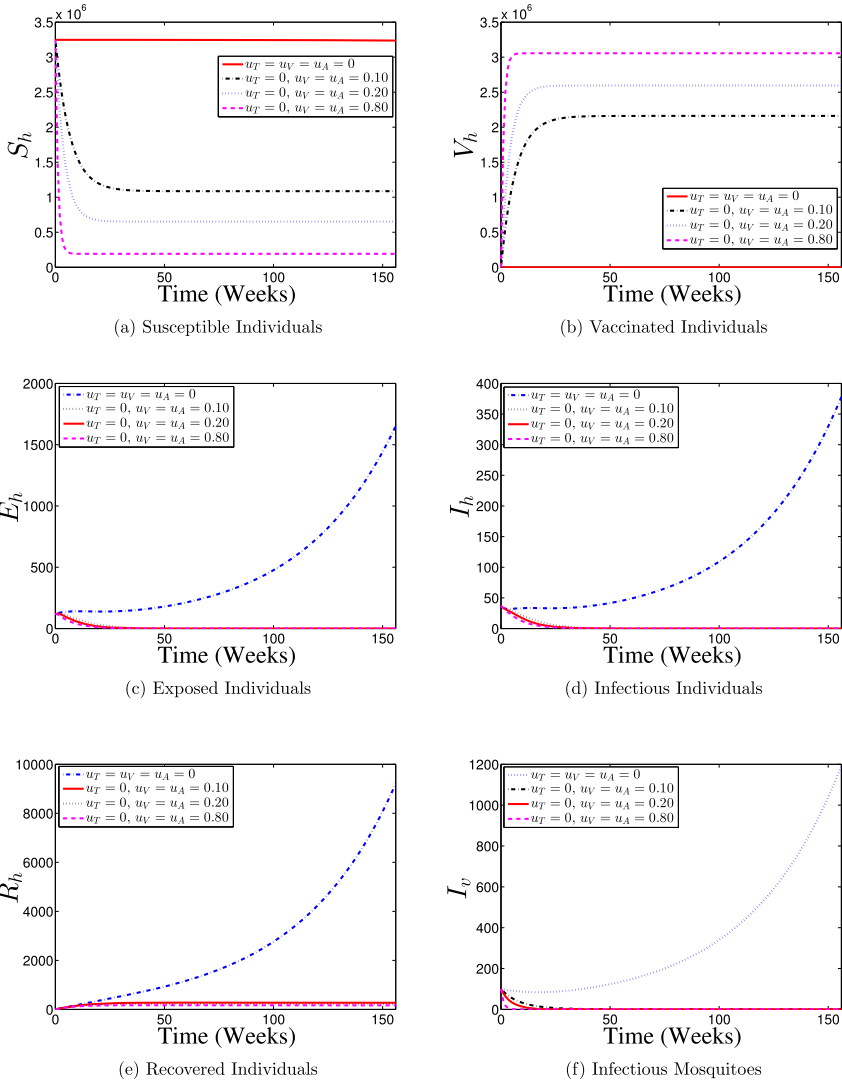 x 10⁶
3.5
3
2.5
2
1.5
1
0.5
0
S_h
u_T = u_V = u_A = 0
u_T = 0, u_V = u_A = 0.10
u_T = 0, u_V = u_A = 0.20
u_T = 0, u_V = u_A = 0.80
0 50 100 150
Time (Weeks)
(a) Susceptible Individuals
x 10⁶
3.5
3
2.5
2
1.5
1
0.5
0
V_h
u_T = u_V = u_A = 0
u_T = 0, u_V = u_A = 0.10
u_T = 0, u_V = u_A = 0.20
u_T = 0, u_V = u_A = 0.80
0 50 100 150
Time (Weeks)
(b) Vaccinated Individuals
2000
1500
1000
500
0
E_h
u_T = u_V = u_A = 0
u_T = 0, u_V = u_A = 0.10
u_T = 0, u_V = u_A = 0.20
u_T = 0, u_V = u_A = 0.80
0 50 100 150
Time (Weeks)
(c) Exposed Individuals
400
350
300
250
200
150
100
50
0
I_h
u_T = u_V = u_A = 0
u_T = 0, u_V = u_A = 0.10
u_T = 0, u_V = u_A = 0.20
u_T = 0, u_V = u_A = 0.80
0 50 100 150
Time (Weeks)
(d) Infectious Individuals
10000
8000
6000
4000
2000
0
R_h
u_T = u_V = u_A = 0
u_T = 0, u_V = u_A = 0.10
u_T = 0, u_V = u_A = 0.20
u_T = 0, u_V = u_A = 0.80
0 50 100 150
Time (Weeks)
(e) Recovered Individuals
1200
1000
800
600
400
200
0
I_v
u_T = u_V = u_A = 0
u_T = 0, u_V = u_A = 0.10
u_T = 0, u_V = u_A = 0.20
u_T = 0, u_V = u_A = 0.80
0 50 100 150
Time (Weeks)
(f) Infectious Mosquitoes